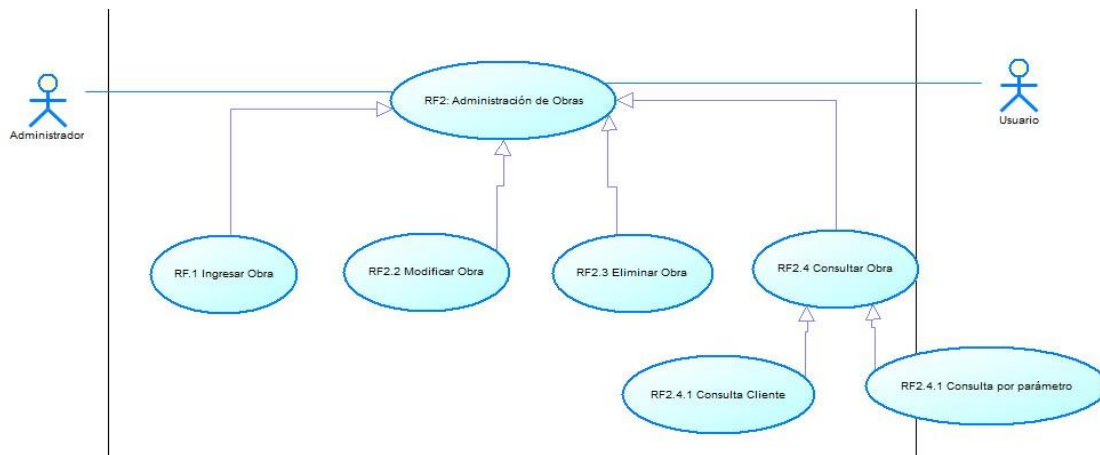 RF2: Administración de Obras
Administrador
Usuario
RF.1 Ingresar Obra
RF2.2 Modificar Obra
RF2.3 Eliminar Obra
RF2.4 Consultar Obra
RF2.4.1 Consulta Cliente
RF2.4.1 Consulta por parámetro